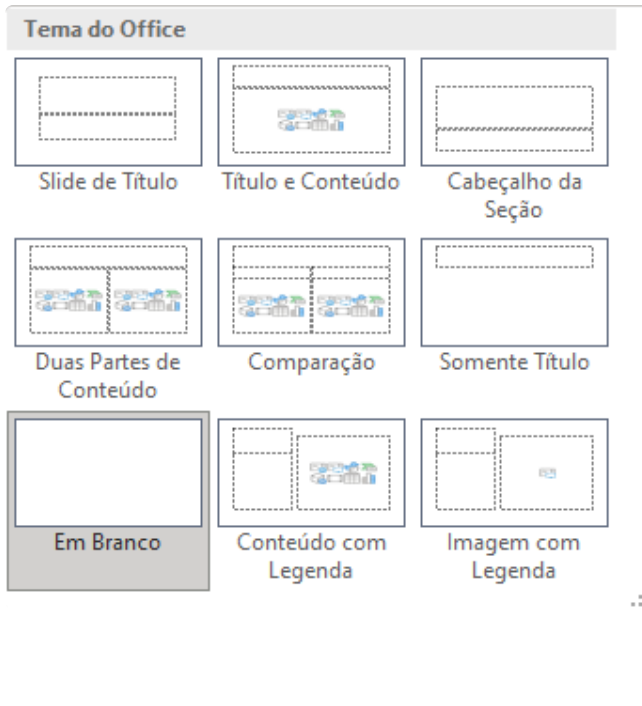 Tema do Office
Slide de Título
Título e Conteúdo
Cabeçalho da
Seção
Duas Partes de
Conteúdo
Comparação
Somente Título
Em Branco
Conteúdo com
Legenda
Imagem com
Legenda